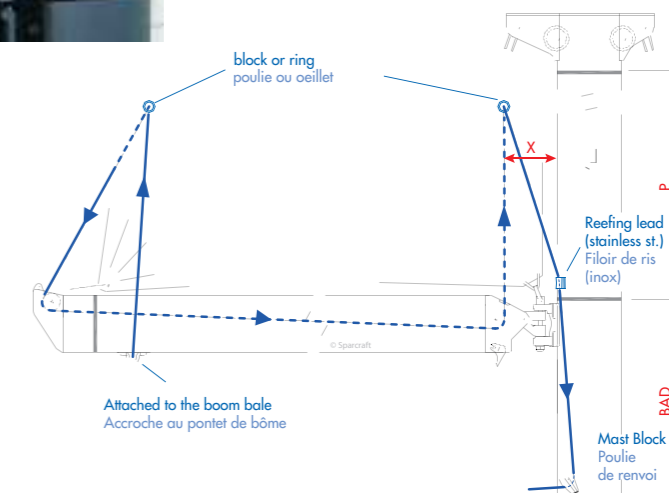 block or ring
poulie ou oeillet
X
P
Reefing lead
(stainless st.)
Filoir de ris
(inox)
© Sparcraft
Attached to the boom bale
Accroche au pontet de bôme
BAD
Mast Block
Poulie
de renvoi